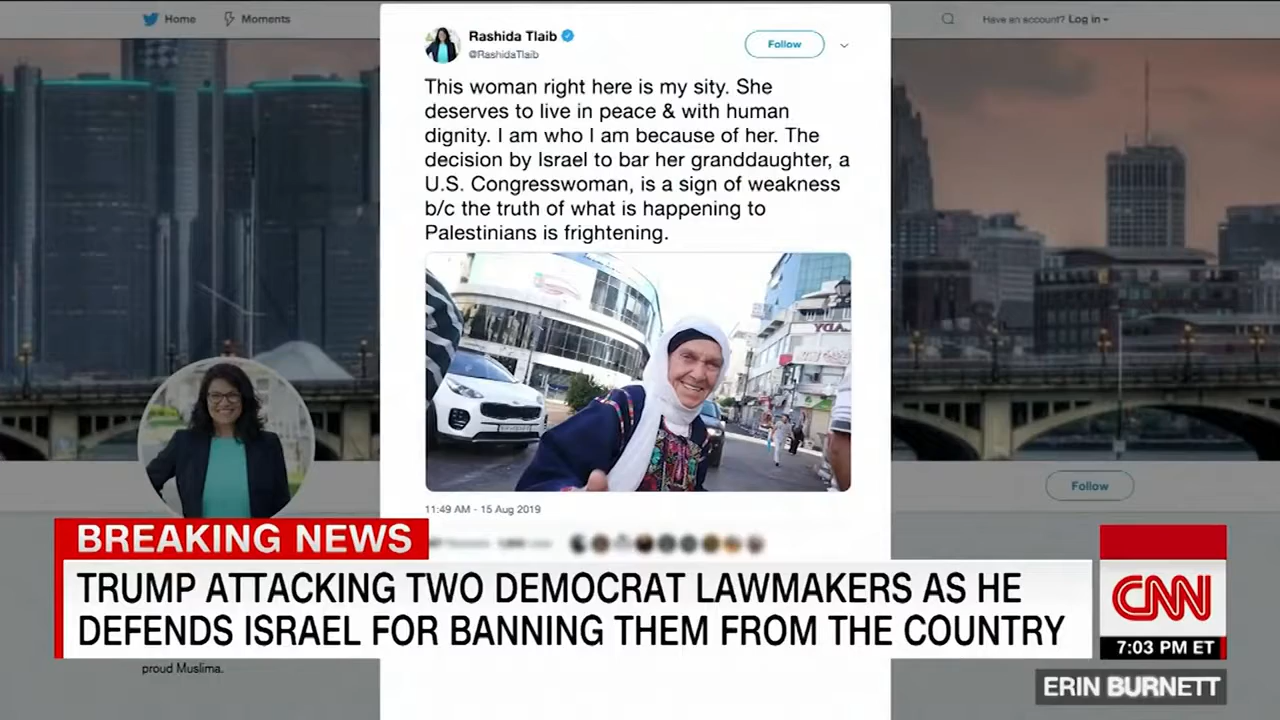 Home
Moments
Have an account? Log in
Rashida Tlaib
@RashidaTlaib
Follow
This woman right here is my sity. She
deserves to live in peace & with human
dignity. I am who I am because of her. The
decision by Israel to bar her granddaughter, a
U.S. Congresswoman, is a sign of weakness
b/c the truth of what is happening to
Palestinians is frightening.
11:49 AM - 15 Aug 2019
Follow
BREAKING NEWS
TRUMP ATTACKING TWO DEMOCRAT LAWMAKERS AS HE
DEFENDS ISRAEL FOR BANNING THEM FROM THE COUNTRY
CNN
7:03 PM ET
proud Muslima.
ERIN BURNETT